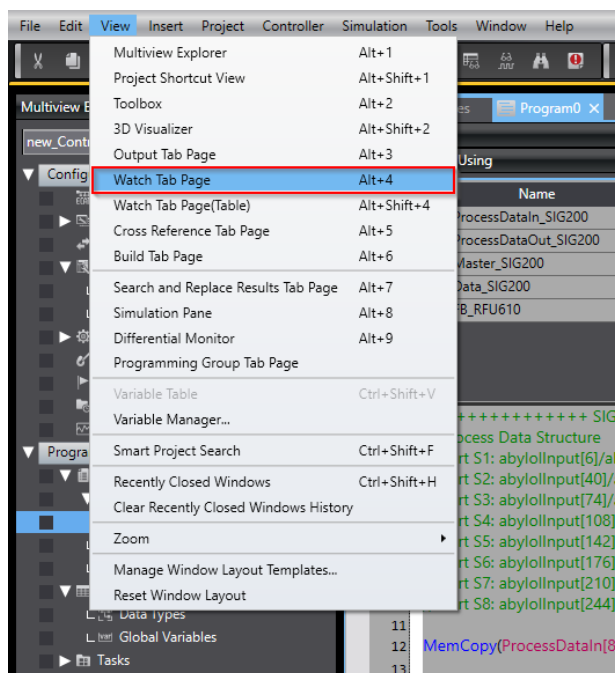 File Edit View Insert Project Controller Simulation Tools Window Help
Multiview Explorer Alt+1
Project Shortcut View Alt+Shift+1
Toolbox Alt+2
3D Visualizer Alt+Shift+2
Output Tab Page Alt+3
Watch Tab Page Alt+4
Watch Tab Page(Table) Alt+Shift+4
Cross Reference Tab Page Alt+5
Build Tab Page Alt+6
Search and Replace Results Tab Page Alt+7
Simulation Pane Alt+8
Differential Monitor Alt+9
Programming Group Tab Page
Variable Table Ctrl+Shift+V
Variable Manager...
Smart Project Search Ctrl+Shift+F
Recently Closed Windows Ctrl+Shift+H
Clear Recently Closed Windows History
Zoom
Manage Window Layout Templates...
Reset Window Layout
Multiview E
new_Contr
Config
Progra
Data Types
Global Variables
Tasks
es Program0 ×
Using
Name
ProcessDataIn_SIG200
ProcessDataOut_SIG200
Master_SIG200
Data_SIG200
FB_RFU610
++++++++++++ SIG
ocess Data Structure
rt S1: abyIolInput[6]/a
rt S2: abyIolInput[40]/
rt S3: abyIolInput[74]/
rt S4: abyIolInput[108]
rt S5: abyIolInput[142]
rt S6: abyIolInput[176]
rt S7: abyIolInput[210]
rt S8: abyIolInput[244]
11
12 MemCopy(ProcessDataIn[8
13